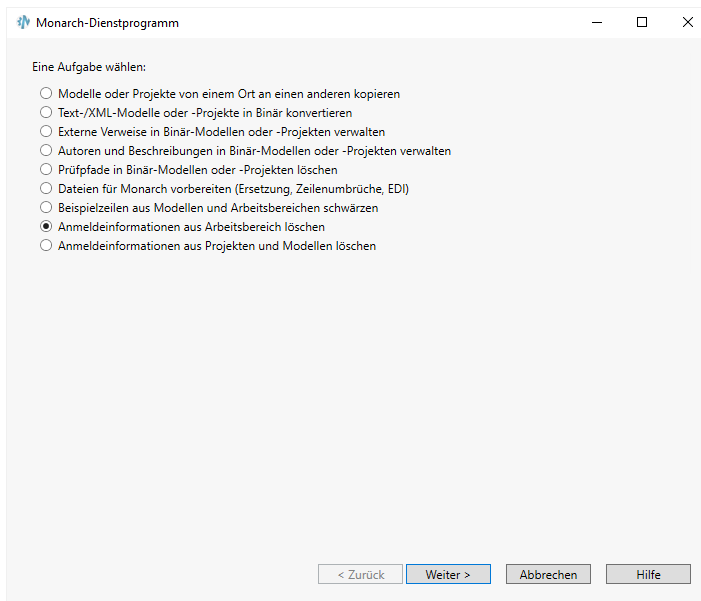 Monarch-Dienstprogramm
Eine Aufgabe wählen:
Modelle oder Projekte von einem Ort an einen anderen kopieren
Text-/XML-Modelle oder -Projekte in Binär konvertieren
Externe Verweise in Binär-Modellen oder -Projekten verwalten
Autoren und Beschreibungen in Binär-Modellen oder -Projekten verwalten
Prüfpfade in Binär-Modellen oder -Projekten löschen
Dateien für Monarch vorbereiten (Ersetzung, Zeilenumbrüche, EDI)
Beispielzeilen aus Modellen und Arbeitsbereichen schwärzen
Anmeldeinformationen aus Arbeitsbereich löschen
Anmeldeinformationen aus Projekten und Modellen löschen
< Zurück Weiter > Abbrechen Hilfe